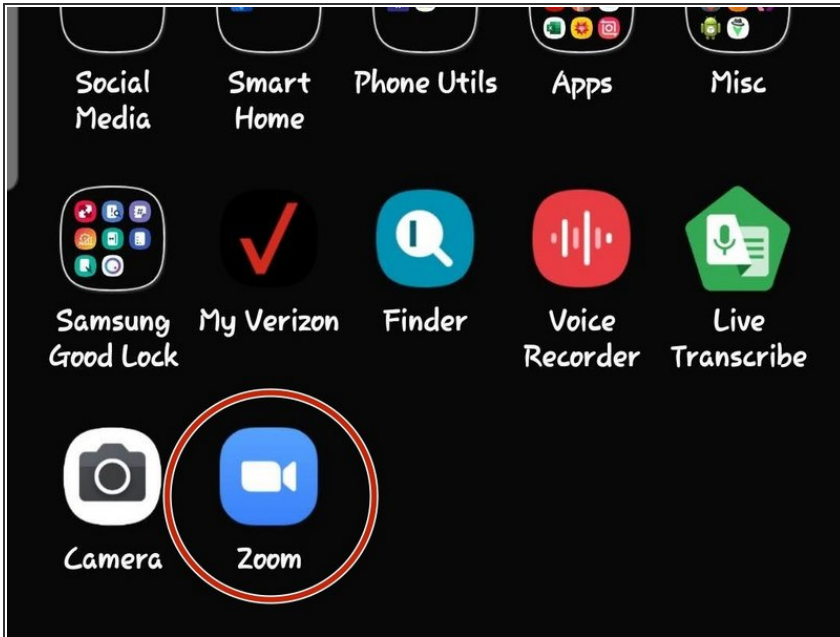 Social Media
Smart Home
Phone Utils
Apps
Misc
Samsung Good Lock
My Verizon
Finder
Voice Recorder
Live Transcribe
Camera
Zoom